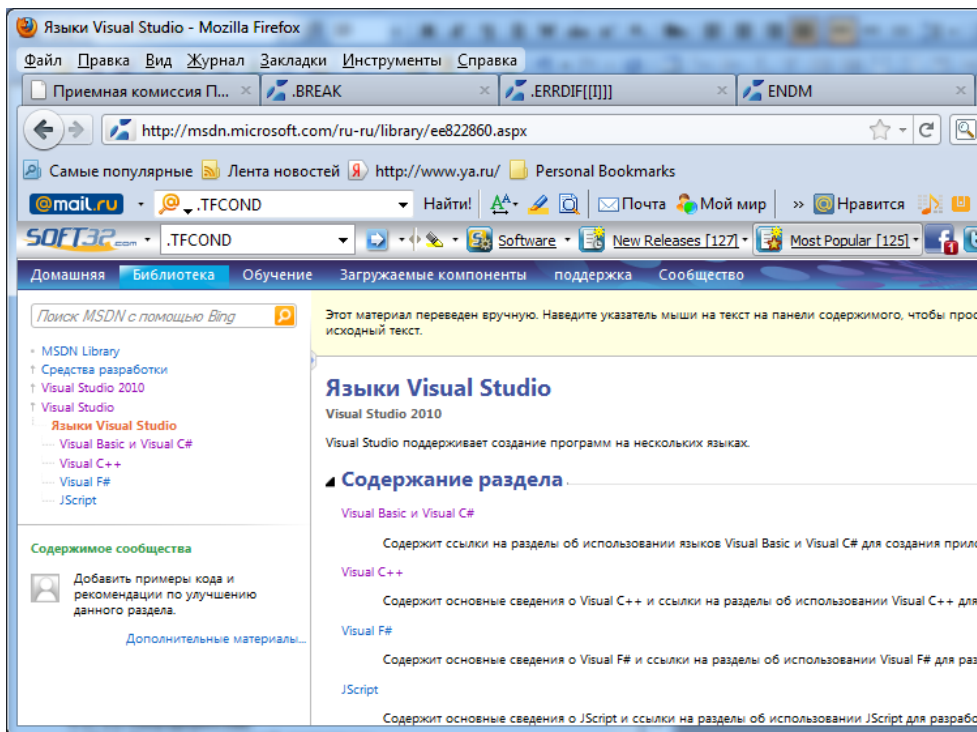 Языки Visual Studio - Mozilla Firefox
Файл Правка Вид Журнал Закладки Инструменты Справка
Приемная комиссия П... .BREAK .ERRDIF[[I]]] ENDM
http://msdn.microsoft.com/ru-ru/library/ee822860.aspx
Самые популярные Лента новостей http://www.ya.ru/ Personal Bookmarks
@mail.ru .TFCOND Найти! Почта Мой мир » Нравится
SOFT32.com .TFCOND Software New Releases [127] Most Popular [125]
Домашняя Библиотека Обучение Загружаемые компоненты поддержка Сообщество
Поиск MSDN с помощью Bing
MSDN Library
Средства разработки
Visual Studio 2010
Visual Studio
Языки Visual Studio
Visual Basic и Visual C#
Visual C++
Visual F#
JScript
Содержимое сообщества
Добавить примеры кода и
рекомендации по улучшению
данного раздела.
Дополнительные материалы...
Этот материал переведен вручную. Наведите указатель мыши на текст на панели содержимого, чтобы прос
исходный текст.
Языки Visual Studio
Visual Studio 2010
Visual Studio поддерживает создание программ на нескольких языках.
Содержание раздела
Visual Basic и Visual C#
Содержит ссылки на разделы об использовании языков Visual Basic и Visual C# для создания прило
Visual C++
Содержит основные сведения о Visual C++ и ссылки на разделы об использовании Visual C++ для
Visual F#
Содержит основные сведения о Visual F# и ссылки на разделы об использовании Visual F# для раз
JScript
Содержит основные сведения о JScript и ссылки на разделы об использовании JScript для разрабо